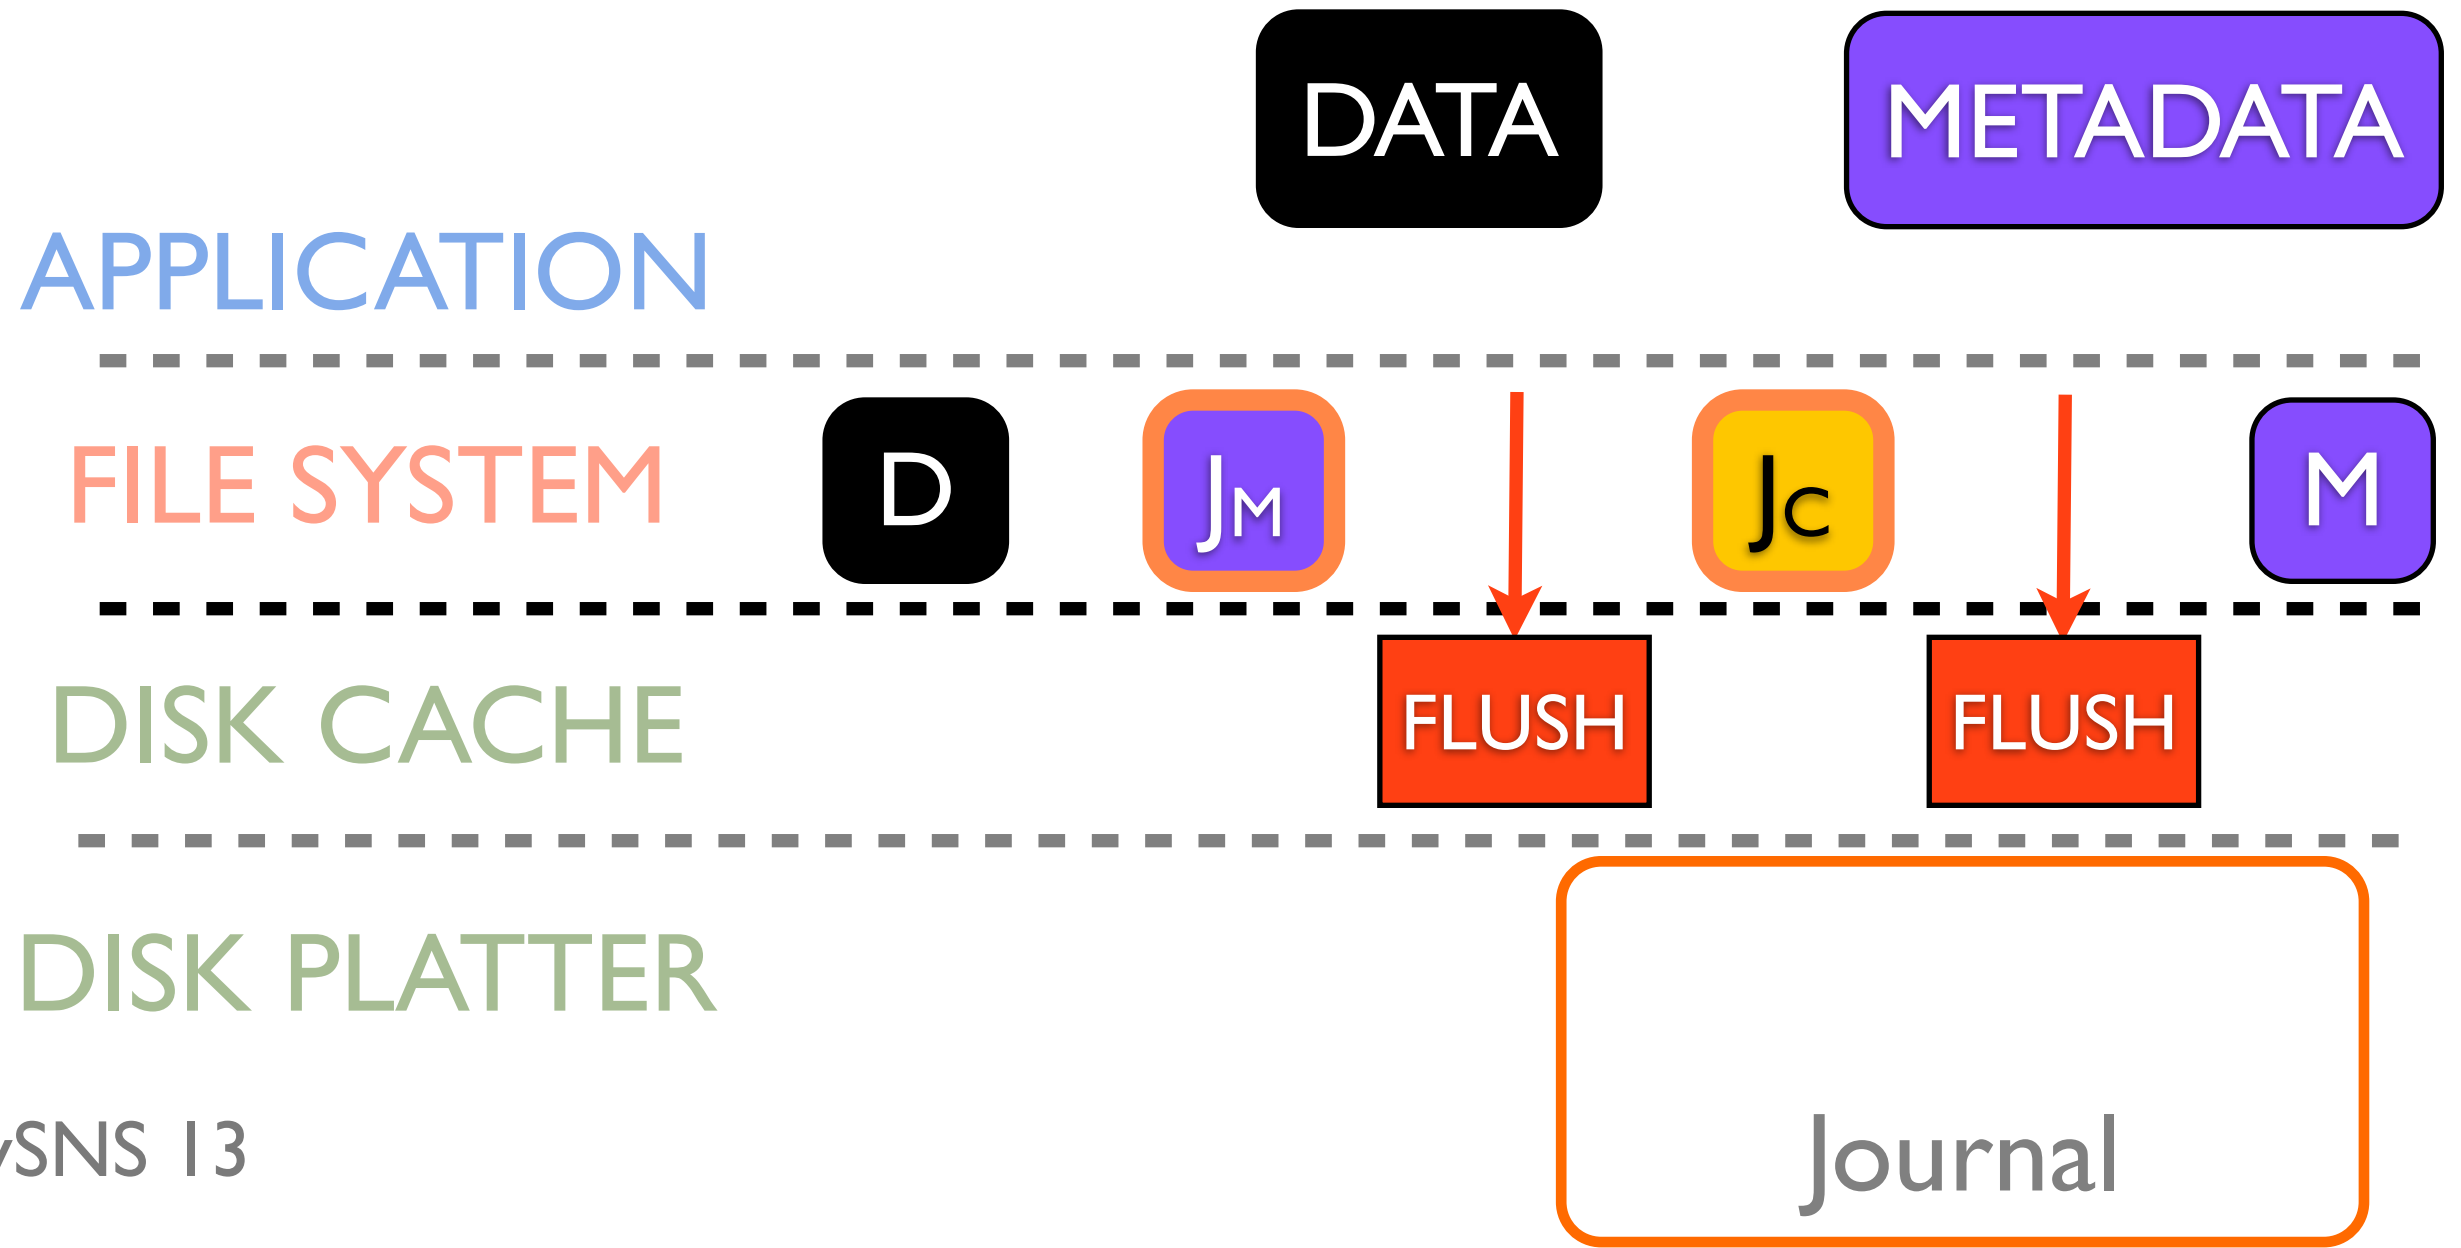 DATA METADATA
APPLICATION
FILE SYSTEM D JM JC M
DISK CACHE FLUSH FLUSH
DISK PLATTER
Journal
SNS 13